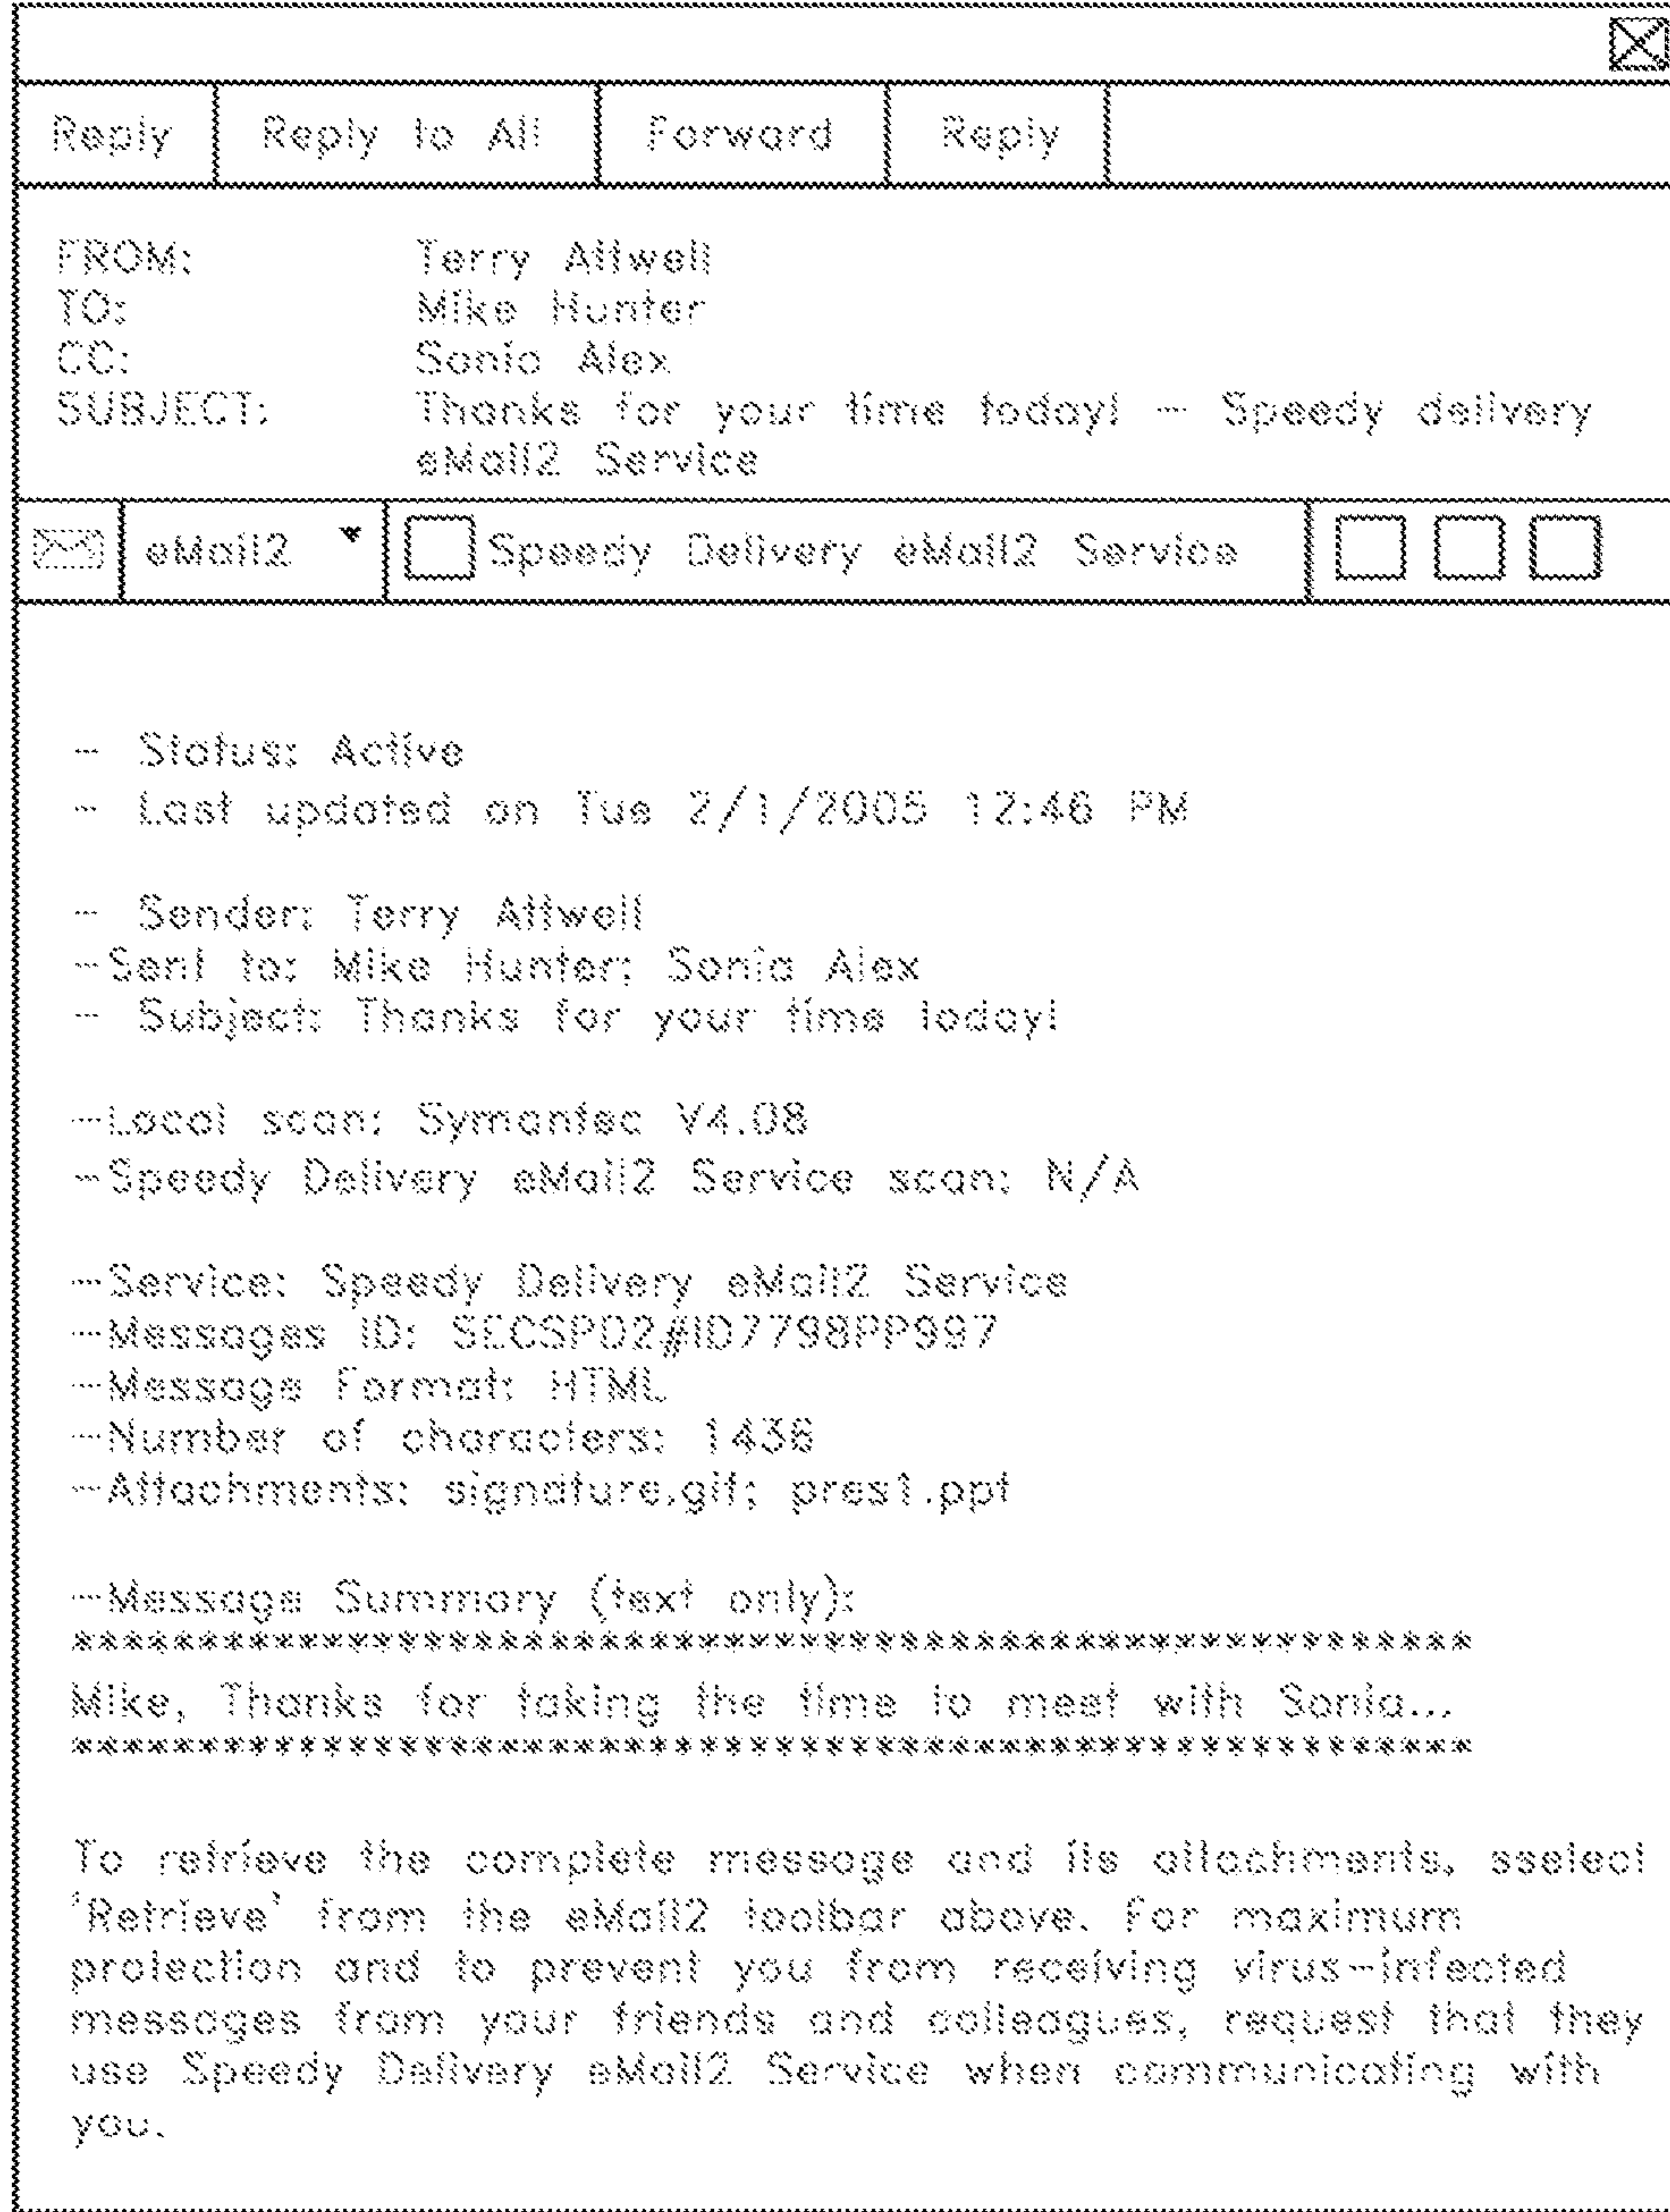 Reply Reply to All Forward Reply
FROM: Terry Attwell
TO: Mike Hunter
CC: Sonia Alex
SUBJECT: Thanks for your time today! - Speedy delivery
eMail2 Service
eMail2 Speedy Delivery eMail2 Service
- Status: Active
- Last updated on Tue 2/1/2005 12:46 PM
- Sender: Terry Attwell
-Sent to: Mike Hunter; Sonia Alex
- Subject: Thanks for your time today!
-Local scan: Symantec V4.08
-Speedy Delivery eMail2 Service scan: N/A
-Service: Speedy Delivery eMail2 Service
-Messages ID: SECSPD2#ID7798PP997
-Message Format: HTML
-Number of characters: 1436
-Attachments: signature.gif; pres1.ppt
-Message Summary (text only):
*******************************************************
Mike, Thanks for taking the time to meet with Sonia...
*******************************************************
To retrieve the complete message and its attachments, sselect
'Retrieve' from the eMail2 toolbar above. For maximum
protection and to prevent you from receiving virus-infected
messages from your friends and colleagues, request that they
use Speedy Delivery eMail2 Service when communicating with
you.